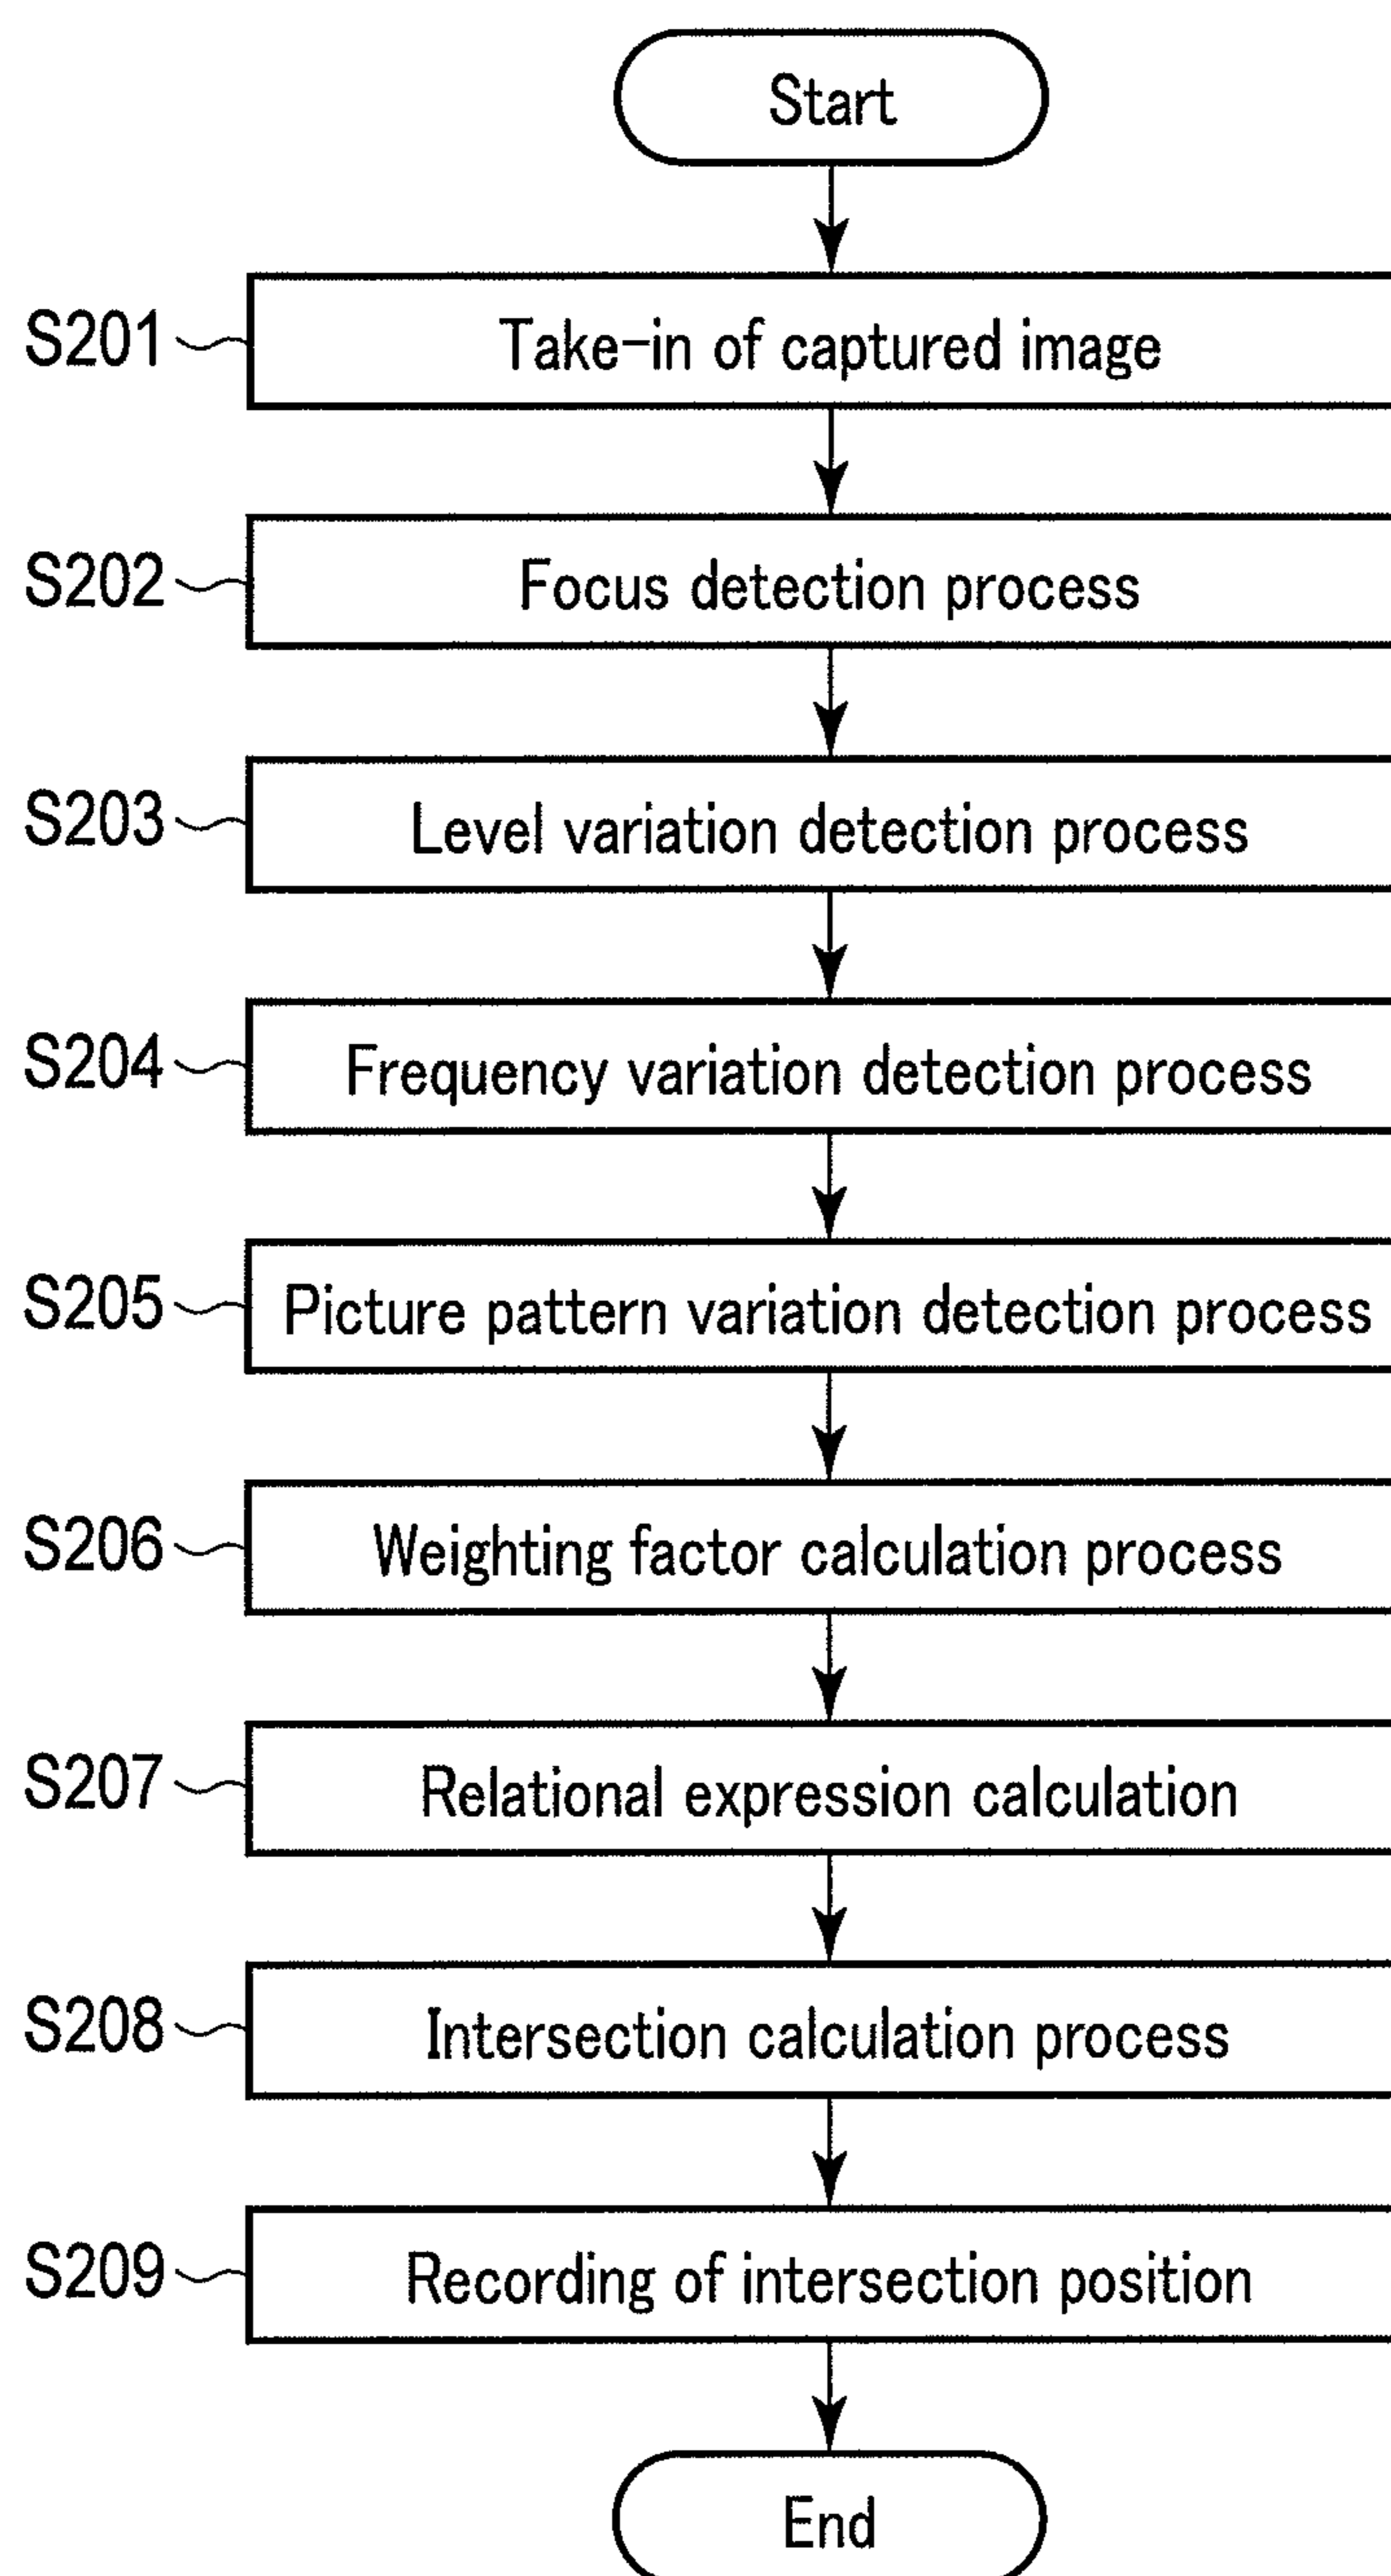 Start
S201 Take-in of captured image
S202 Focus detection process
S203 Level variation detection process
S204 Frequency variation detection process
S205 Picture pattern variation detection process
S206 Weighting factor calculation process
S207 Relational expression calculation
S208 Intersection calculation process
S209 Recording of intersection position
End